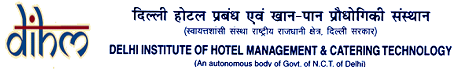 dihm
दिल्ली होटल प्रबंध एवं खान-पान प्रौद्योगिकी संस्थान
(स्वायत्तशासी संस्था राष्ट्रीय राजधानी क्षेत्र, दिल्ली सरकार)
DELHI INSTITUTE OF HOTEL MANAGEMENT & CATERING TECHNOLOGY
(An autonomous body of Govt. of N.C.T. of Delhi)